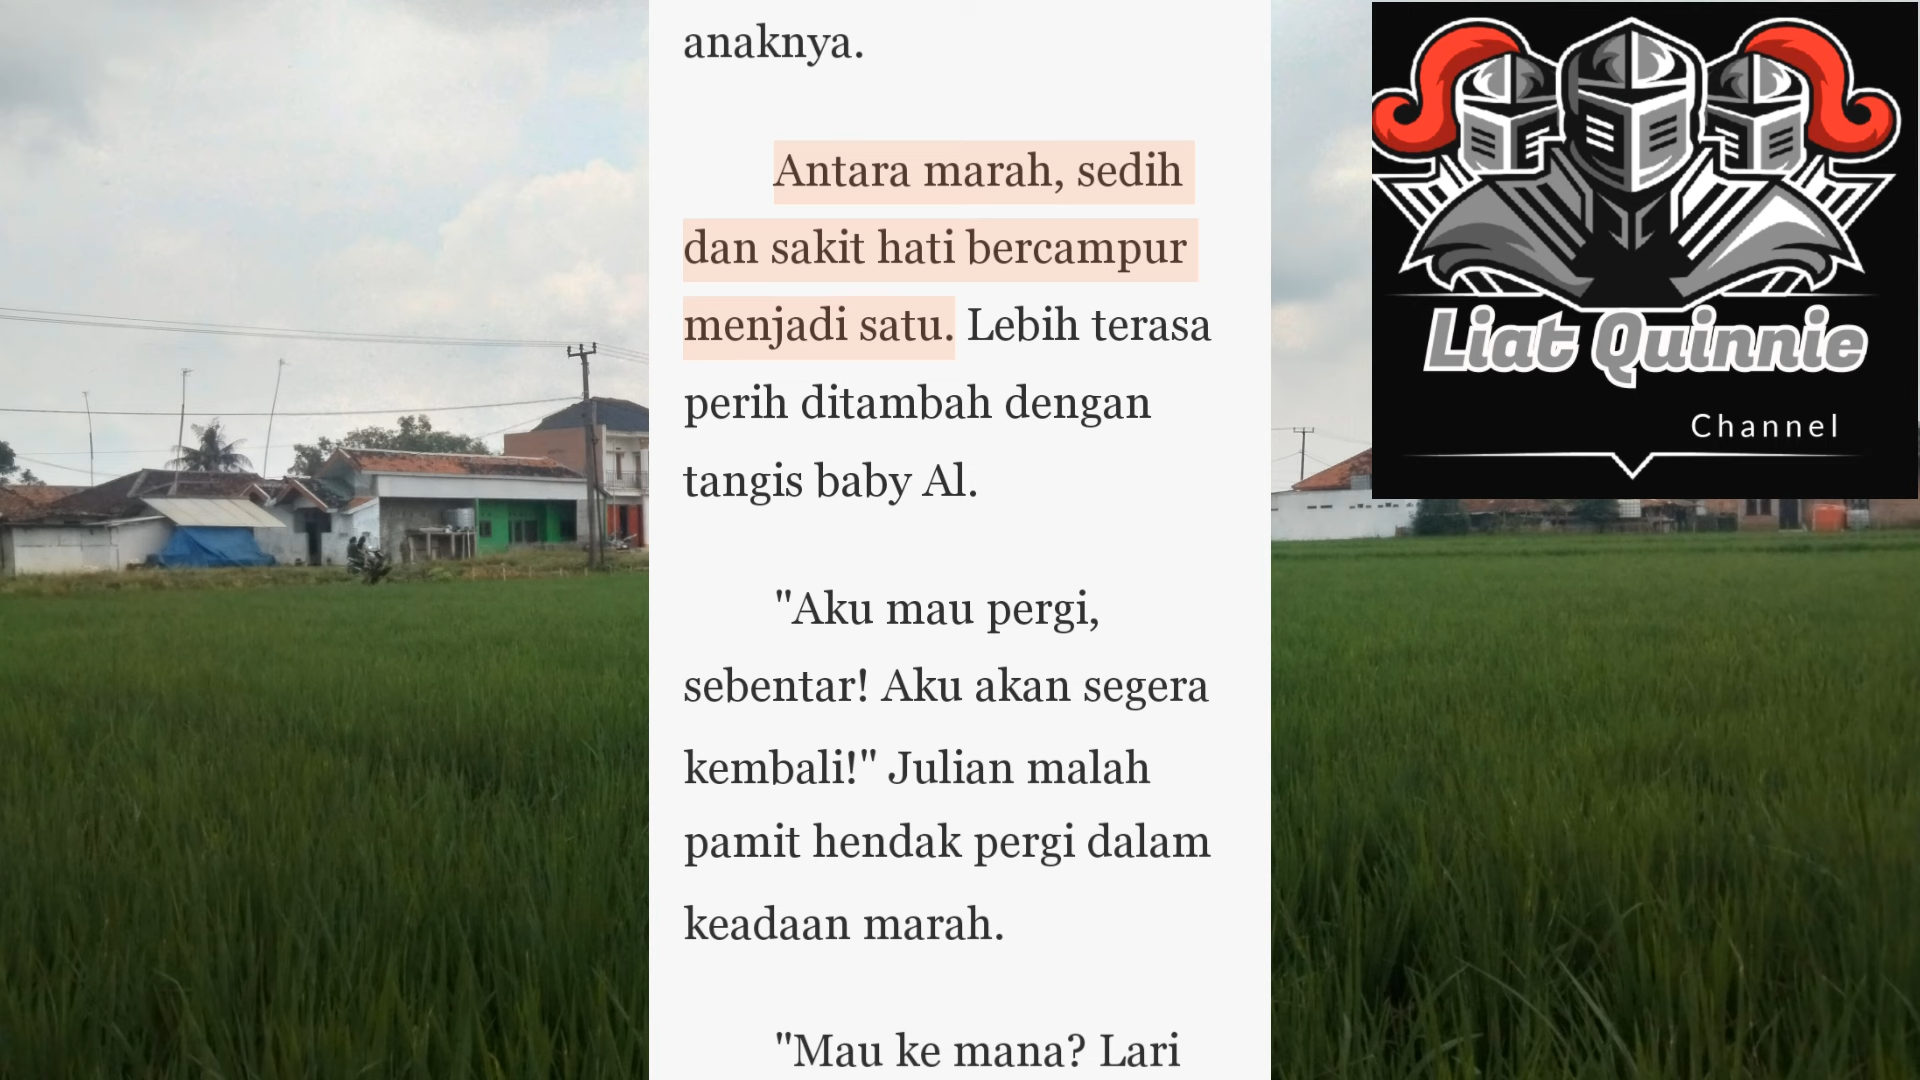 anaknya.
Antara marah, sedih
dan sakit hati bercampur
menjadi satu. Lebih terasa
perih ditambah dengan
tangis baby Al.
"Aku mau pergi,
sebentar! Aku akan segera
kembali!" Julian malah
pamit hendak pergi dalam
keadaan marah.
"Mau ke mana? Lari
Liat Quinnie
Channel